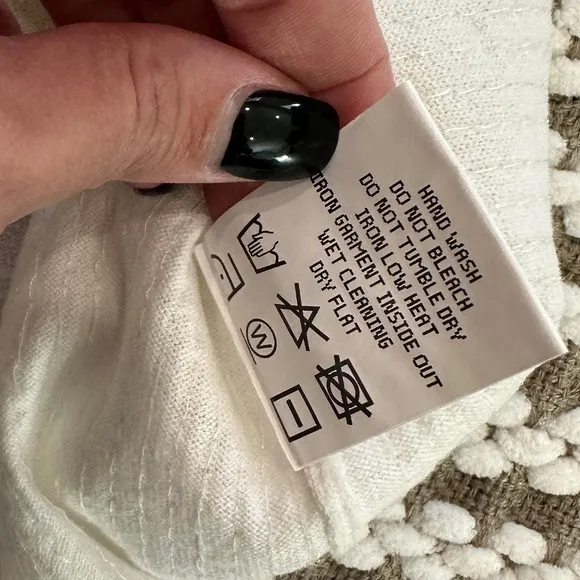 HAND WASH
DO NOT BLEACH
DO NOT TUMBLE DRY
IRON LOW HEAT
IRON GARMENT INSIDE OUT
WET CLEANING
DRY FLAT
W